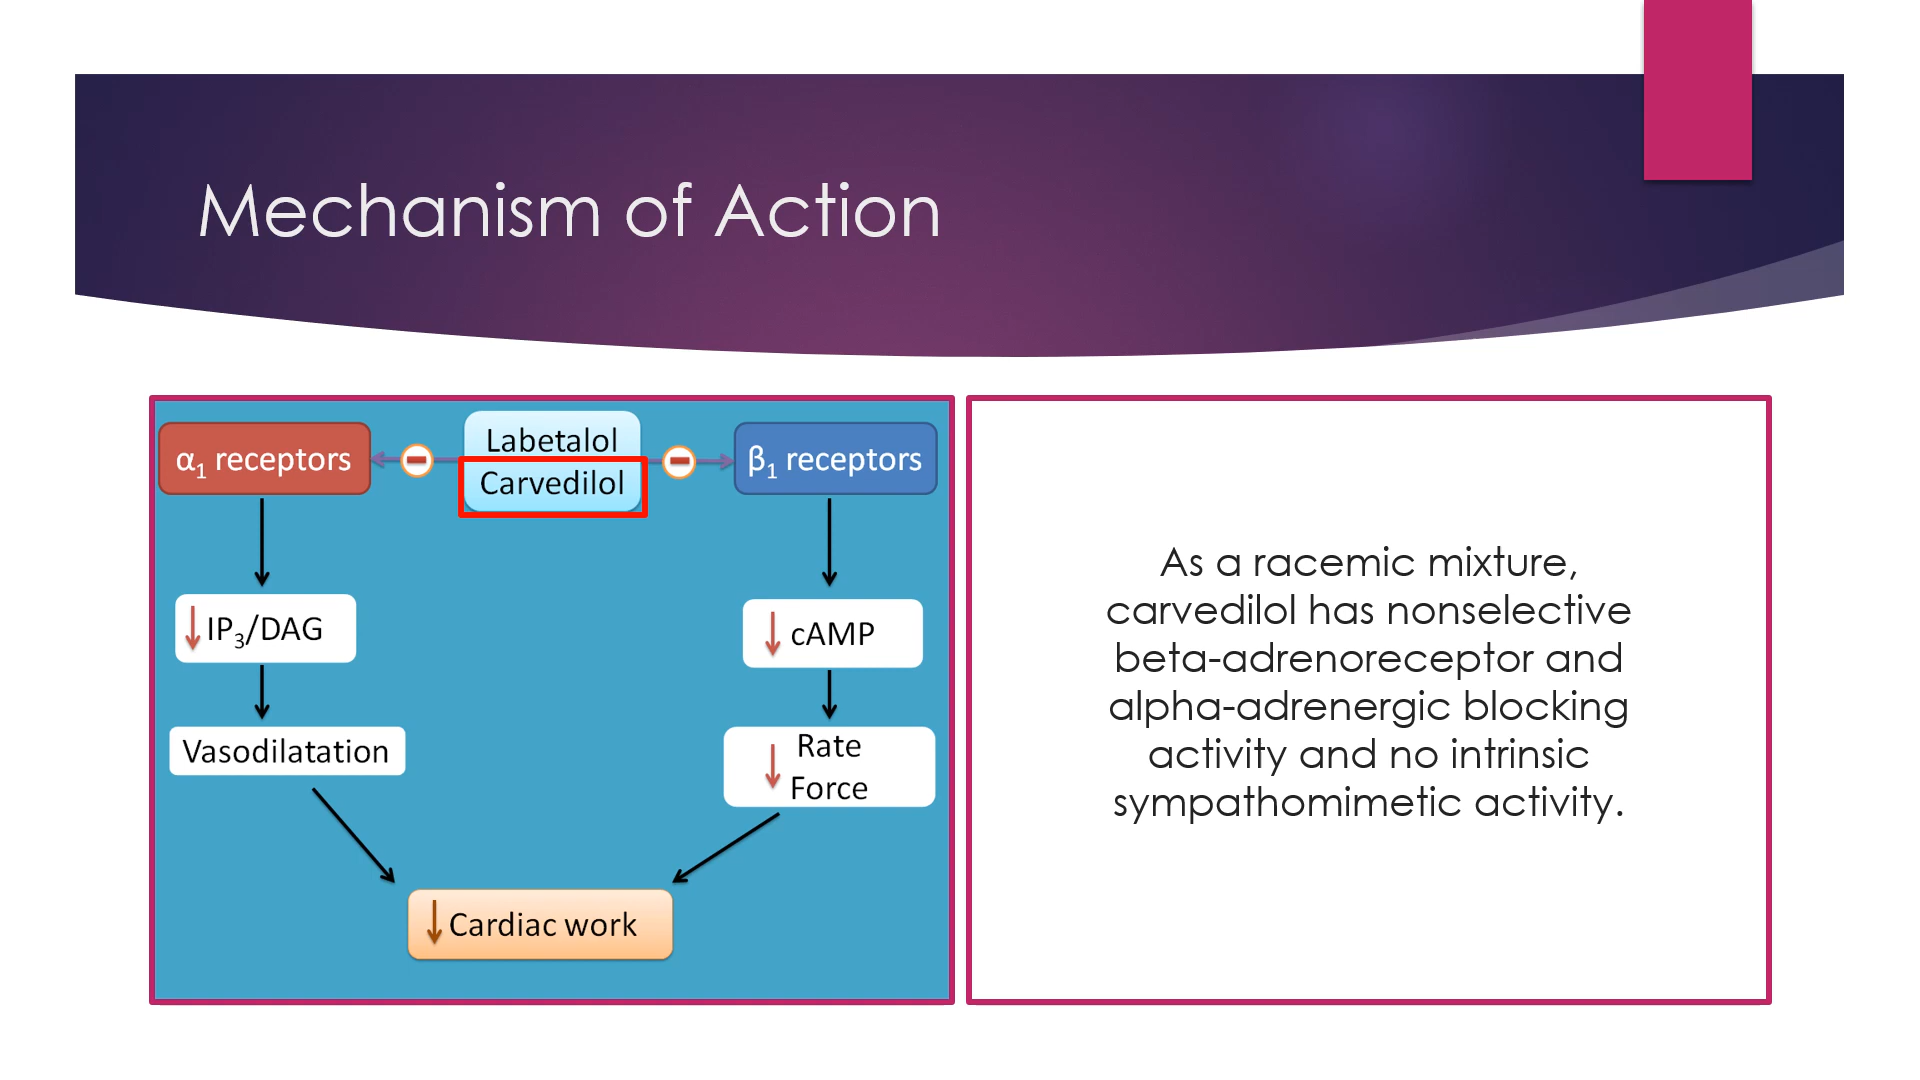 Mechanism of Action
α1 receptors
Labetalol
Carvedilol
β1 receptors
IP3/DAG
cAMP
Vasodilatation
Rate
Force
Cardiac work
As a racemic mixture,
carvedilol has nonselective
beta-adrenoreceptor and
alpha-adrenergic blocking
activity and no intrinsic
sympathomimetic activity.